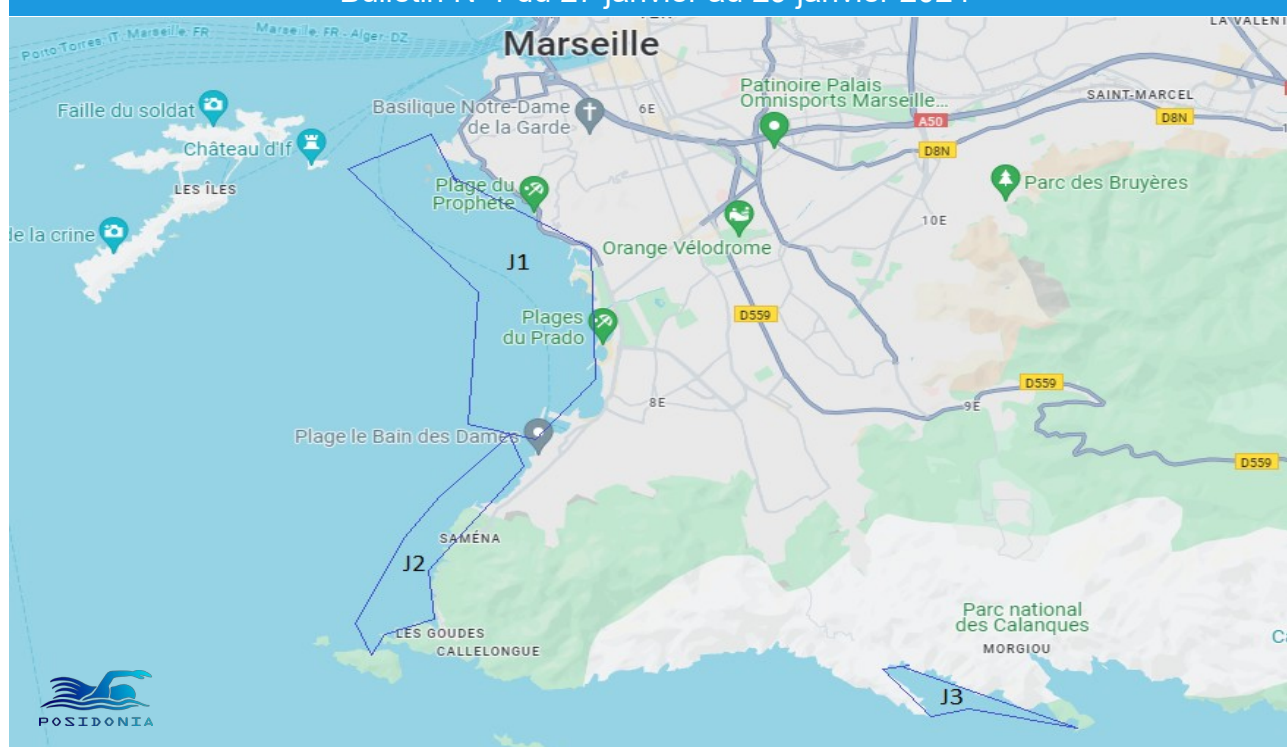 Porto Torres-IT, Marseille, FR
Marseille, FR - Alger-DZ
Marseille
LA VALENTI
Faille du soldat
Château d'If
LES ÎLES
de la crine
Basilique Notre-Dame
de la Garde
6E
Patinoire Palais
Omnisports Marseille...
A50
SAINT-MARCEL
D8N
D8N
Plage du
Prophète
Parc des Bruyères
10E
Orange Vélodrome
J1
Plages
du Prado
D559
D559
8E
9E
Plage le Bain des Dames
D559
SAMÉNA
J2
LES GOUDES
CALLELONGUE
Parc national
des Calanques
MORGIOU
J3
POSIDONIA